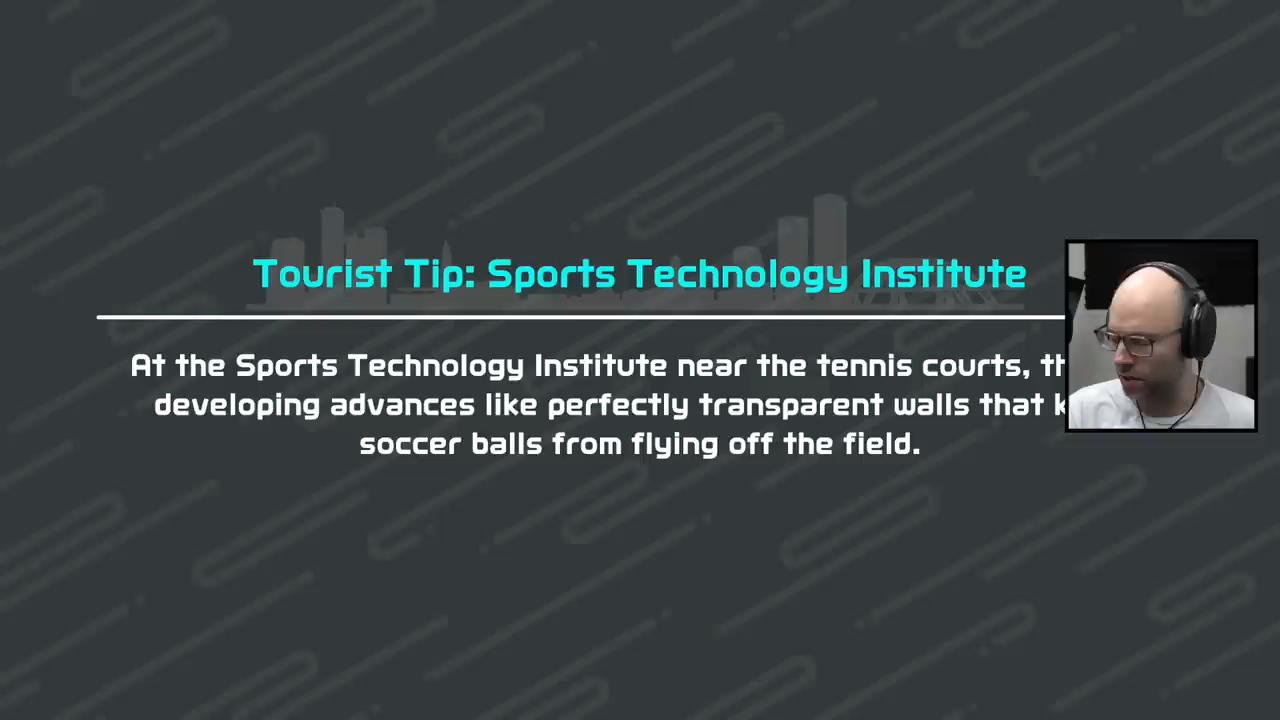 Tourist Tip: Sports Technology Institute
At the Sports Technology Institute near the tennis courts,
developing advances like perfectly transparent walls that
soccer balls from flying off the field.